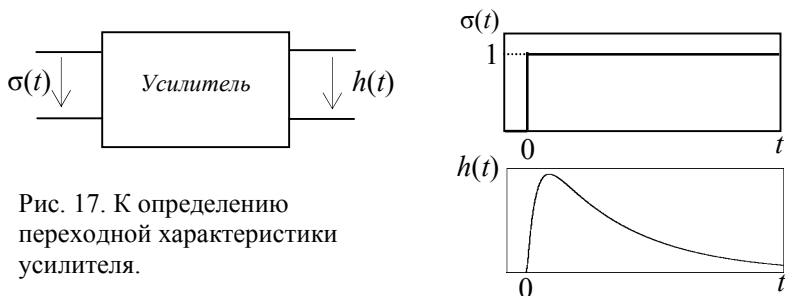 σ(t)
Усилитель
h(t)
Рис. 17. К определению
переходной характеристики
усилителя.
σ(t)
1
0
t
h(t)
0
t